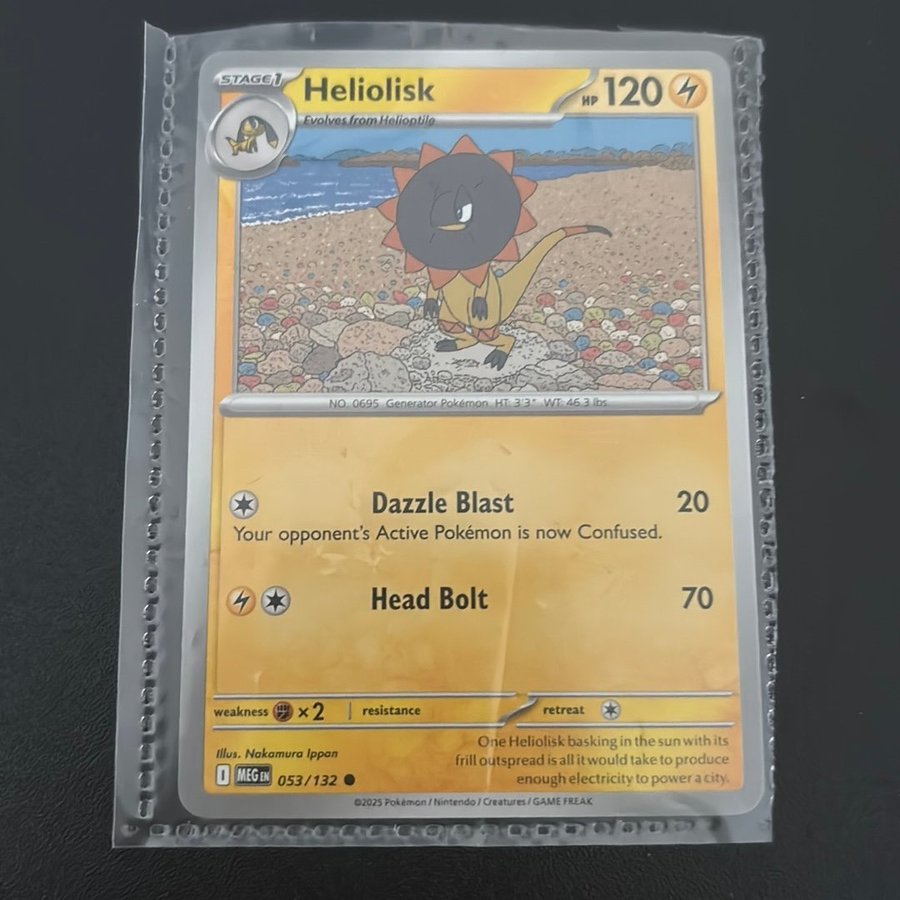 STAGE1 Heliolisk HP 120
Evolves from Helioptile
NO. 0695 Generator Pokémon HT: 3'3" WT: 46.3 lbs.
Dazzle Blast 20
Your opponent's Active Pokémon is now Confused.
Head Bolt 70
weakness ×2 resistance retreat
Illus. Nakamura Ippan
I MEG EN 053/132
One Heliolisk basking in the sun with its
frill outspread is all it would take to produce
enough electricity to power a city.
©2025 Pokémon / Nintendo / Creatures / GAME FREAK